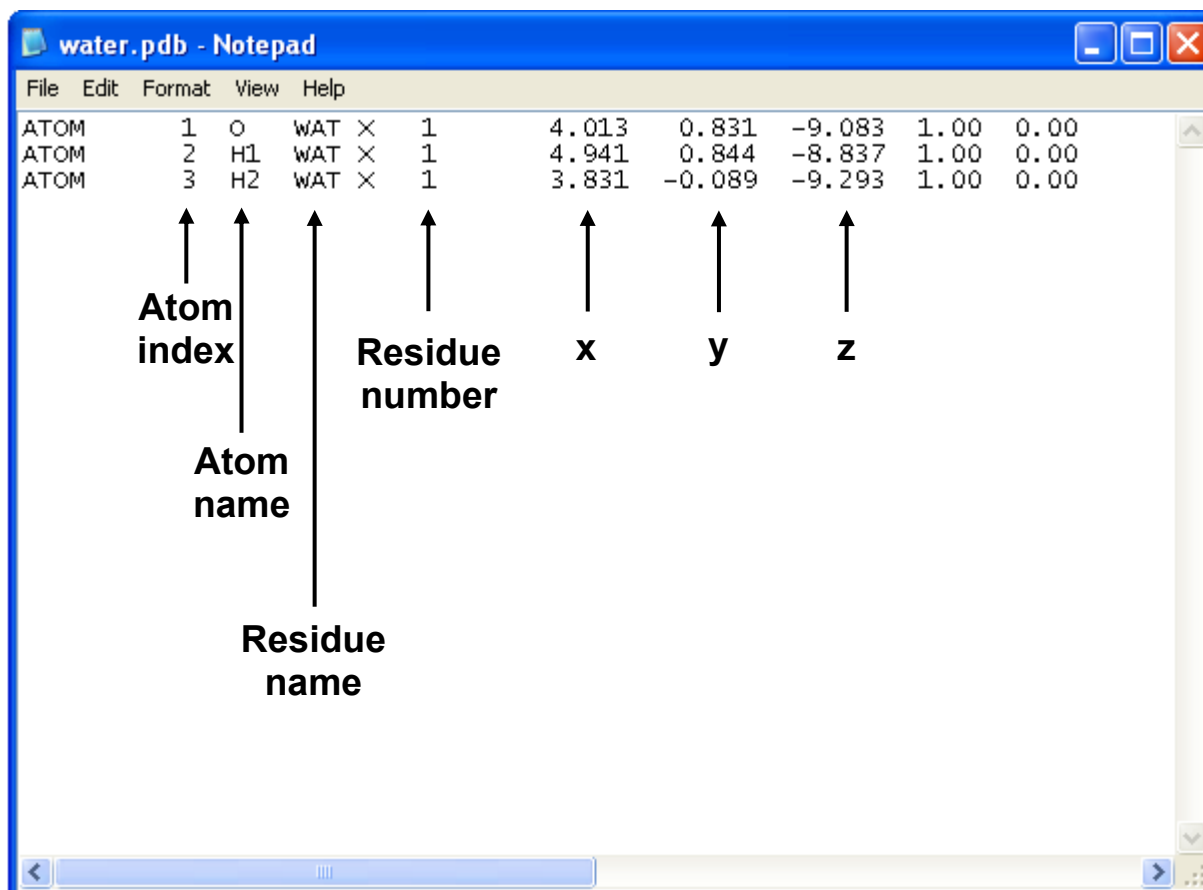 water.pdb - Notepad
File Edit Format View Help
ATOM 1 O WAT X 1 4.013 0.831 -9.083 1.00 0.00
ATOM 2 H1 WAT X 1 4.941 0.844 -8.837 1.00 0.00
ATOM 3 H2 WAT X 1 3.831 -0.089 -9.293 1.00 0.00
Atom
index
Residue
number
x
y
z
Atom
name
Residue
name